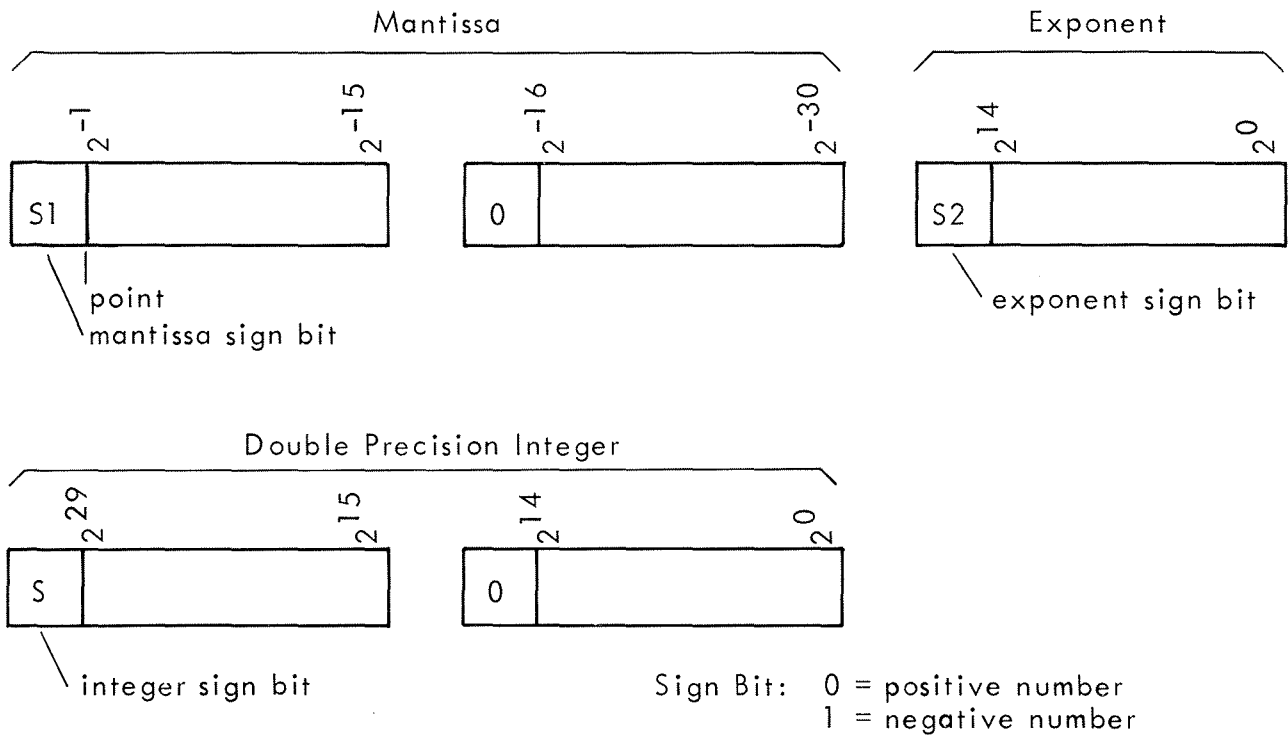 Mantissa Exponent
2^-1 2^-15 2^-16 2^-30 2^14 2^0
S1 0 S2
point
mantissa sign bit
exponent sign bit
Double Precision Integer
2^29 2^15 2^14 2^0
S 0
integer sign bit
Sign Bit: 0 = positive number
1 = negative number